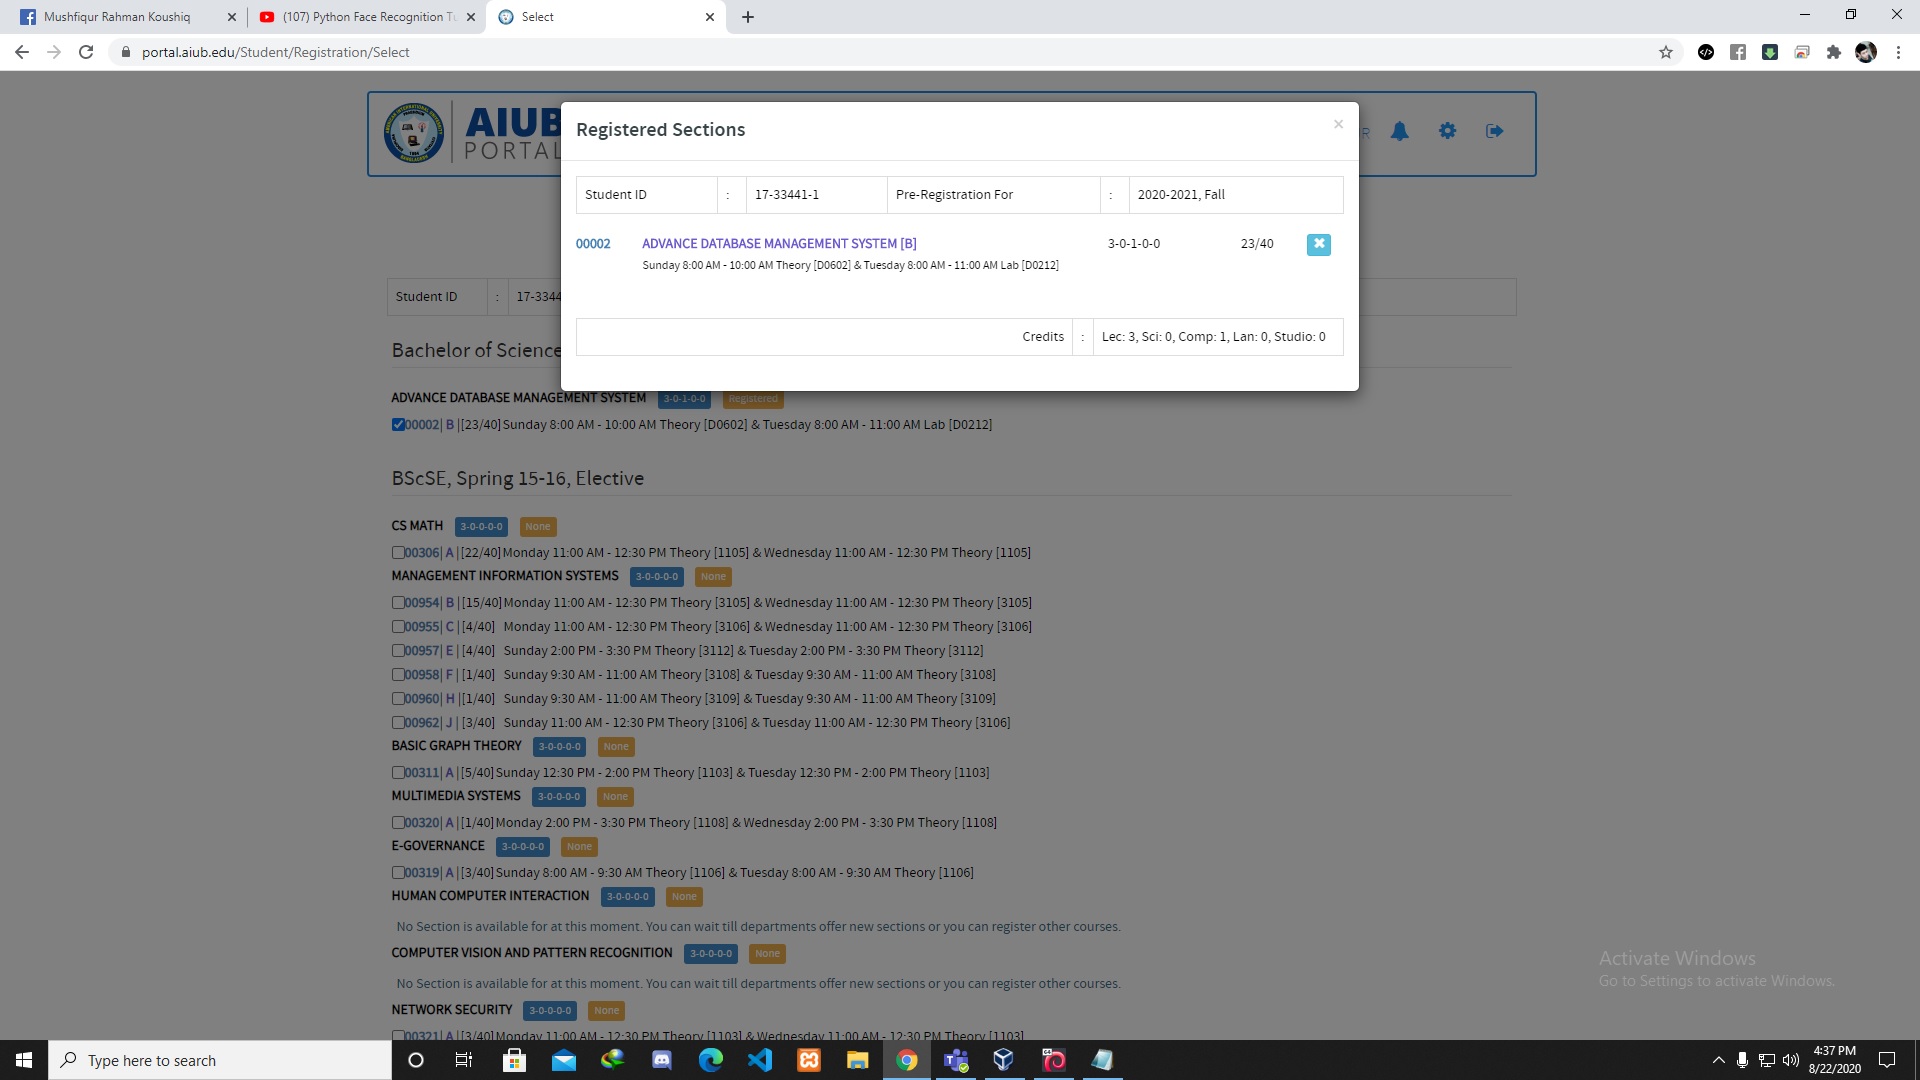 Mushfiqur Rahman Koushiq
(107) Python Face Recognition Tu
Select
portal.aiub.edu/Student/Registration/Select
AIUB
PORTAL
Registered Sections
Student ID : 17-33441-1 Pre-Registration For : 2020-2021, Fall
00002 ADVANCE DATABASE MANAGEMENT SYSTEM [B] 3-0-1-0-0 23/40
Sunday 8:00 AM - 10:00 AM Theory [D0602] & Tuesday 8:00 AM - 11:00 AM Lab [D0212]
Credits : Lec: 3, Sci: 0, Comp: 1, Lan: 0, Studio: 0
Student ID : 17-3344
Bachelor of Science
ADVANCE DATABASE MANAGEMENT SYSTEM 3-0-1-0-0 Registered
00002| B |[23/40] Sunday 8:00 AM - 10:00 AM Theory [D0602] & Tuesday 8:00 AM - 11:00 AM Lab [D0212]
BScSE, Spring 15-16, Elective
CS MATH 3-0-0-0-0 None
00306| A |[22/40] Monday 11:00 AM - 12:30 PM Theory [1105] & Wednesday 11:00 AM - 12:30 PM Theory [1105]
MANAGEMENT INFORMATION SYSTEMS 3-0-0-0-0 None
00954| B |[15/40] Monday 11:00 AM - 12:30 PM Theory [3105] & Wednesday 11:00 AM - 12:30 PM Theory [3105]
00955| C |[4/40] Monday 11:00 AM - 12:30 PM Theory [3106] & Wednesday 11:00 AM - 12:30 PM Theory [3106]
00957| E |[4/40] Sunday 2:00 PM - 3:30 PM Theory [3112] & Tuesday 2:00 PM - 3:30 PM Theory [3112]
00958| F |[1/40] Sunday 9:30 AM - 11:00 AM Theory [3108] & Tuesday 9:30 AM - 11:00 AM Theory [3108]
00960| H |[1/40] Sunday 9:30 AM - 11:00 AM Theory [3109] & Tuesday 9:30 AM - 11:00 AM Theory [3109]
00962| J |[3/40] Sunday 11:00 AM - 12:30 PM Theory [3106] & Tuesday 11:00 AM - 12:30 PM Theory [3106]
BASIC GRAPH THEORY 3-0-0-0-0 None
00311| A |[5/40] Sunday 12:30 PM - 2:00 PM Theory [1103] & Tuesday 12:30 PM - 2:00 PM Theory [1103]
MULTIMEDIA SYSTEMS 3-0-0-0-0 None
00320| A |[1/40] Monday 2:00 PM - 3:30 PM Theory [1108] & Wednesday 2:00 PM - 3:30 PM Theory [1108]
E-GOVERNANCE 3-0-0-0-0 None
00319| A |[3/40] Sunday 8:00 AM - 9:30 AM Theory [1106] & Tuesday 8:00 AM - 9:30 AM Theory [1106]
HUMAN COMPUTER INTERACTION 3-0-0-0-0 None
No Section is available for at this moment. You can wait till departments offer new sections or you can register other courses.
COMPUTER VISION AND PATTERN RECOGNITION 3-0-0-0-0 None
No Section is available for at this moment. You can wait till departments offer new sections or you can register other courses.
NETWORK SECURITY 3-0-0-0-0 None
00321| A |[3/40] Monday 11:00 AM - 12:30 PM Theory [1103] & Wednesday 11:00 AM - 12:30 PM Theory [1103]
Activate Windows
Go to Settings to activate Windows.
Type here to search
4:37 PM
8/22/2020